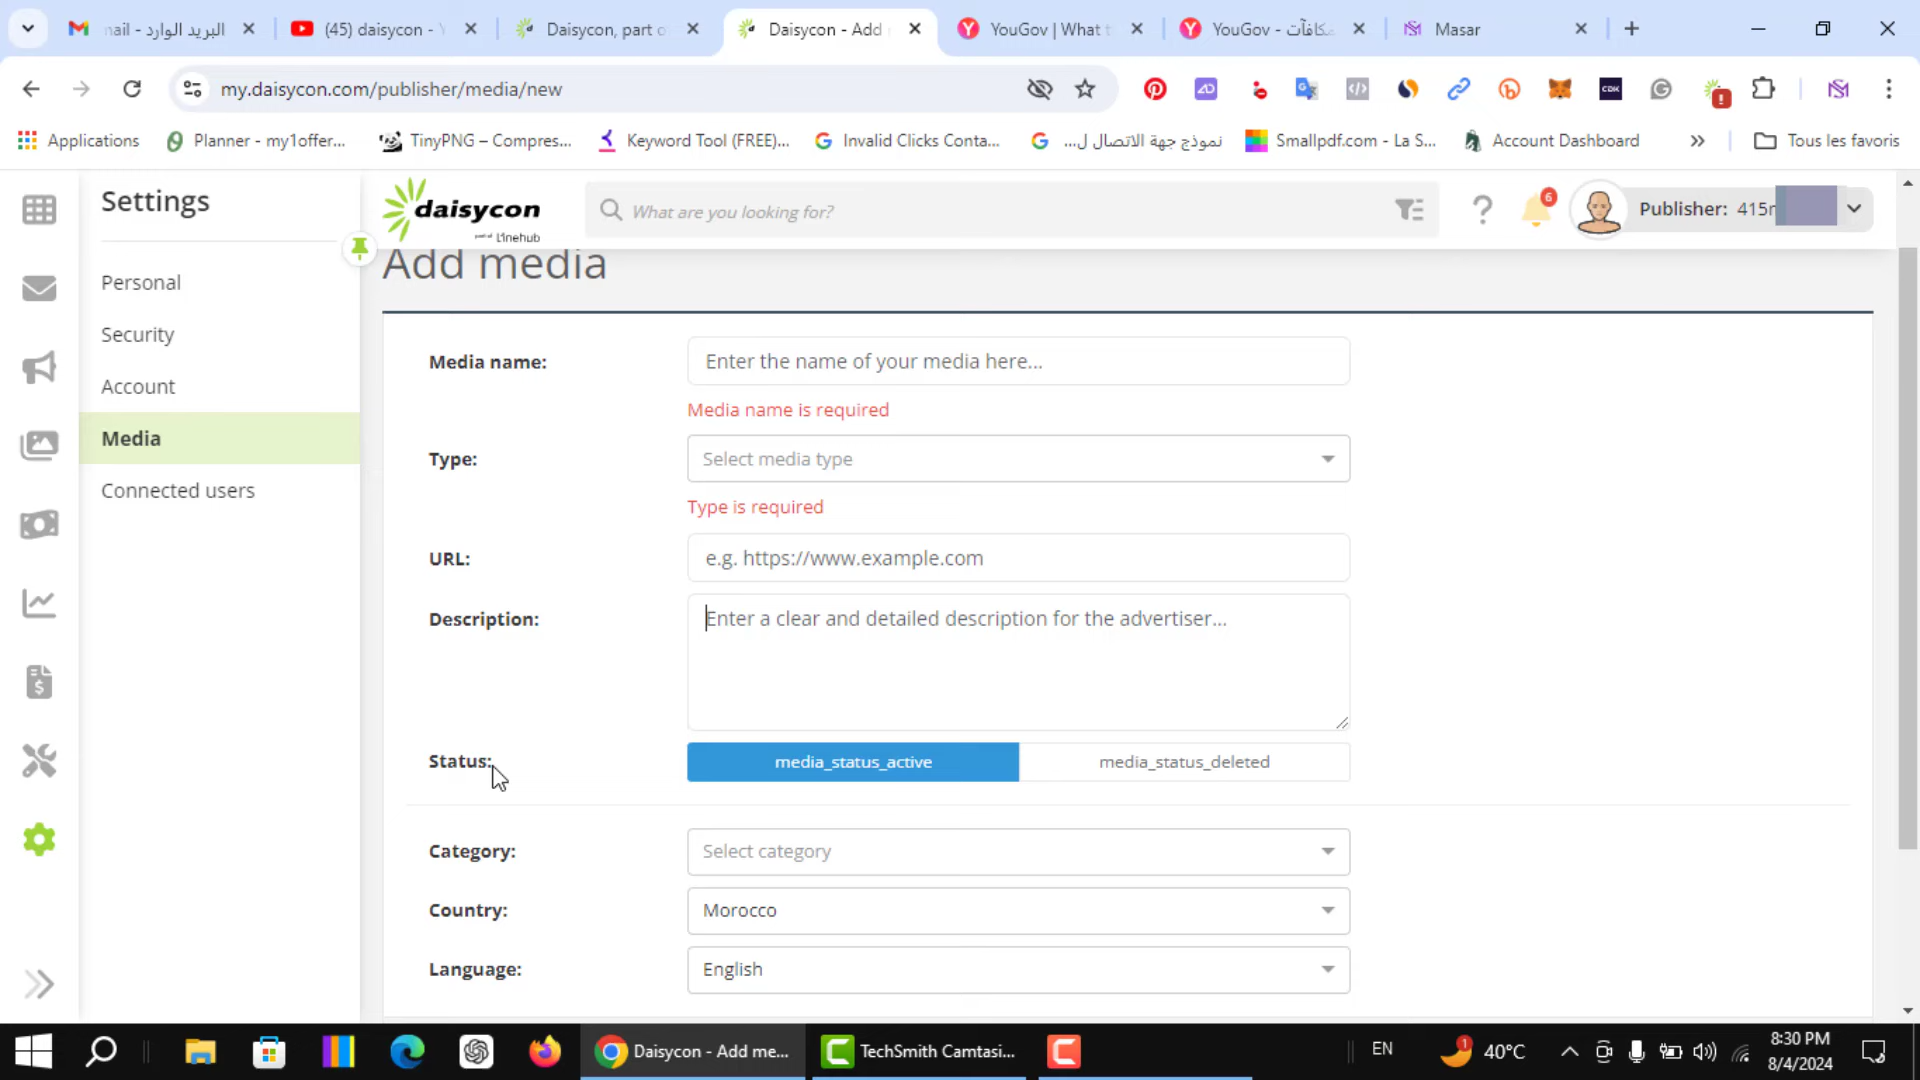 البريد الوارد - mail
(45) daisycon - Y
Daisycon, part o
Daisycon - Add
YouGov | What t
YouGov - مكافآت
Masar
my.daisycon.com/publisher/media/new
CDK
Applications
Planner - my1offer...
TinyPNG – Compres...
Keyword Tool (FREE)...
Invalid Clicks Conta...
نموذج جهة الاتصال ل...
Smallpdf.com - La S...
Account Dashboard
Tous les favoris
Settings
Personal
Security
Account
Media
Connected users
daisycon
part of Linehub
What are you looking for?
6
Publisher: 415
Add media
Media name:
Enter the name of your media here...
Media name is required
Type:
Select media type
Type is required
URL:
e.g. https://www.example.com
Description:
Enter a clear and detailed description for the advertiser...
Status:
media_status_active
media_status_deleted
Category:
Select category
Country:
Morocco
Language:
English
Daisycon - Add me...
TechSmith Camtasi...
EN
1
40°C
8:30 PM
8/4/2024